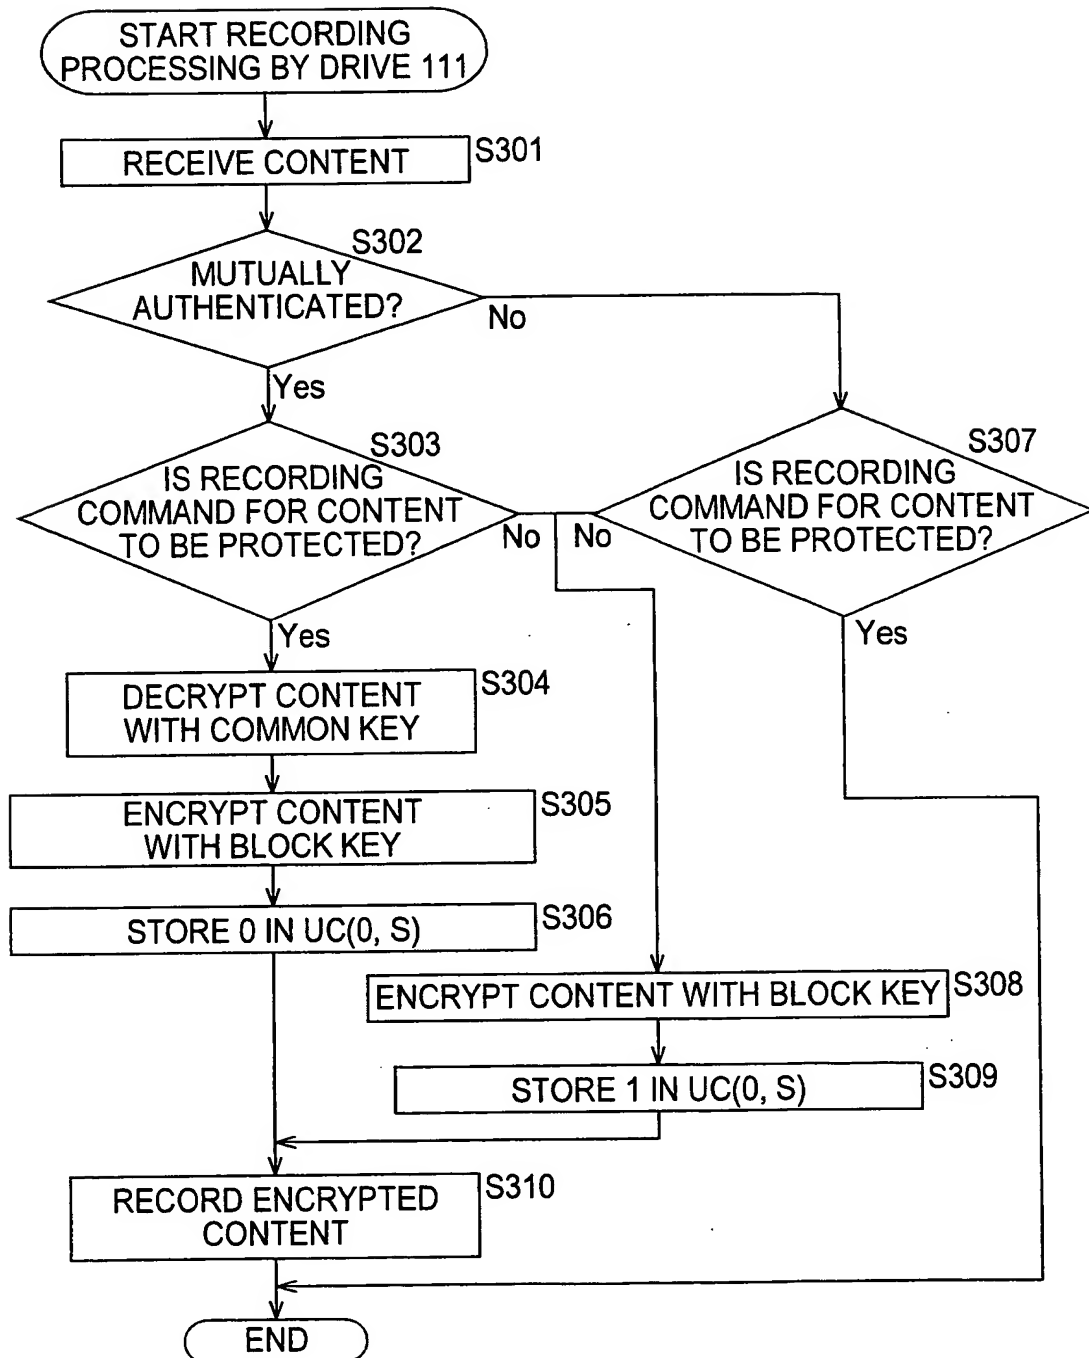 START RECORDING
PROCESSING BY DRIVE 111
RECEIVE CONTENT
S301
S302
MUTUALLY
AUTHENTICATED?
No
Yes
S303
IS RECORDING
COMMAND FOR CONTENT
TO BE PROTECTED?
No
No
S307
IS RECORDING
COMMAND FOR CONTENT
TO BE PROTECTED?
Yes
Yes
DECRYPT CONTENT
WITH COMMON KEY
S304
ENCRYPT CONTENT
WITH BLOCK KEY
S305
STORE 0 IN UC(0, S)
S306
ENCRYPT CONTENT WITH BLOCK KEY
S308
STORE 1 IN UC(0, S)
S309
RECORD ENCRYPTED
CONTENT
S310
END